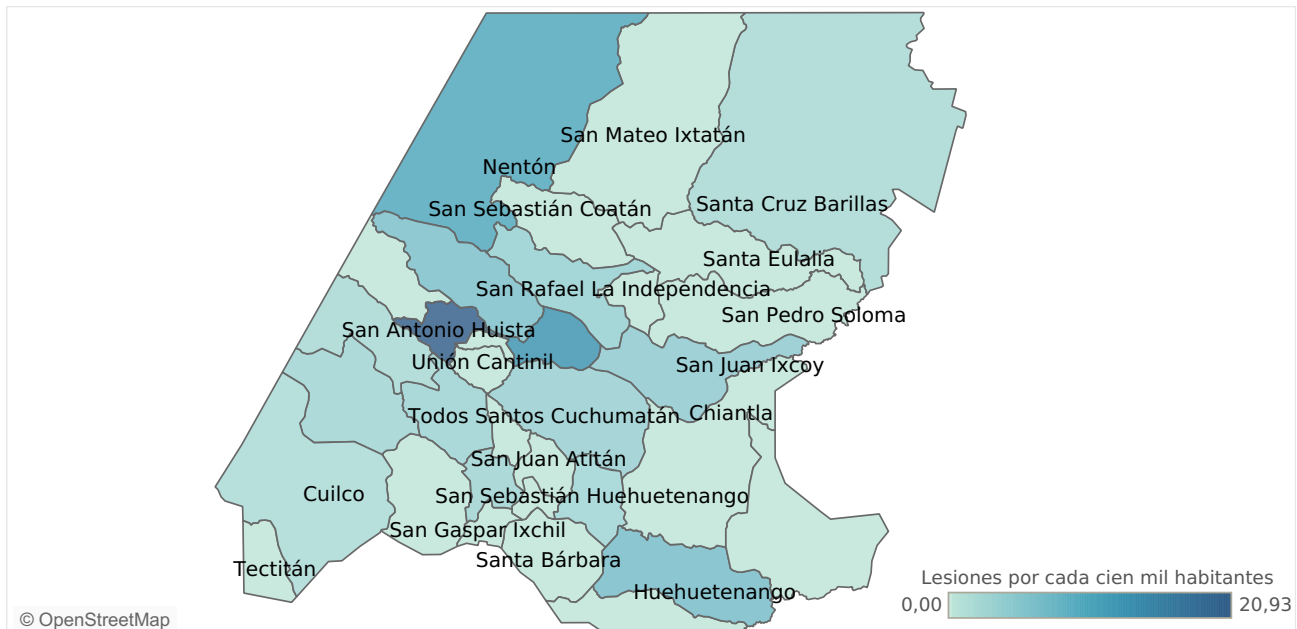 San Mateo Ixtatán
Nentón
Santa Cruz Barillas
San Sebastián Coatán
Santa Eulalia
San Rafael La Independencia
San Pedro Soloma
San Antonio Huista
Unión Cantinil
San Juan Ixcoy
Todos Santos Cuchumatán
Chiantla
San Juan Atitán
Cuilco
San Sebastián Huehuetenango
San Gaspar Ixchil
Santa Bárbara
Tectitán
Huehuetenango
Lesiones por cada cien mil habitantes
0,00 20,93
© OpenStreetMap